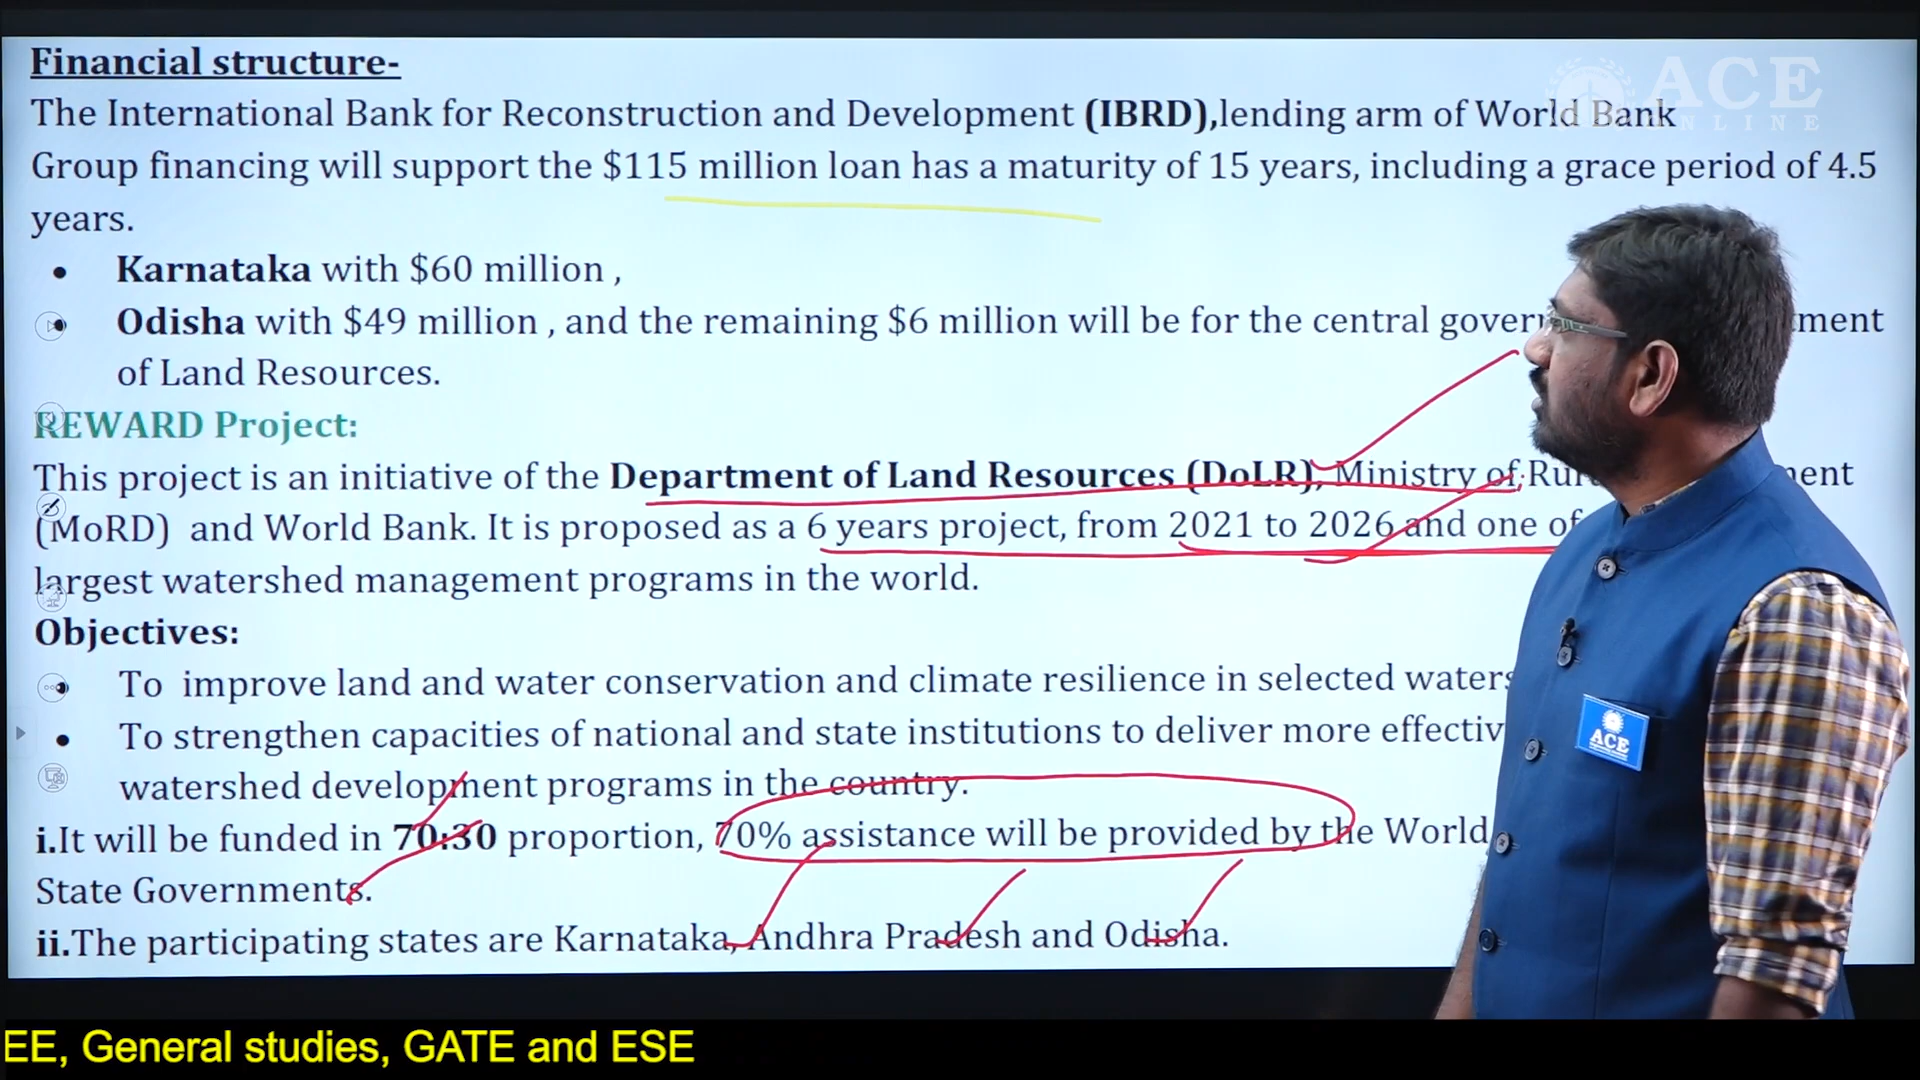 Financial structure-
The International Bank for Reconstruction and Development (IBRD),lending arm of World Bank
Group financing will support the $115 million loan has a maturity of 15 years, including a grace period of 4.5
years.
• Karnataka with $60 million ,
• Odisha with $49 million , and the remaining $6 million will be for the central
of Land Resources.
REWARD Project:
This project is an initiative of the Department of Land Resources (DoLR), Ministry of
(MoRD) and World Bank. It is proposed as a 6 years project, from 2021 to 2026 and one of
largest watershed management programs in the world.
Objectives:
• To improve land and water conservation and climate resilience in selected
• To strengthen capacities of national and state institutions to deliver more
watershed development programs in the country.
i.It will be funded in 70:30 proportion, 70% assistance will be provided by the World
State Governments.
ii.The participating states are Karnataka, Andhra Pradesh and Odisha.
ACE
ONLINE
ACE
EE, General studies, GATE and ESE